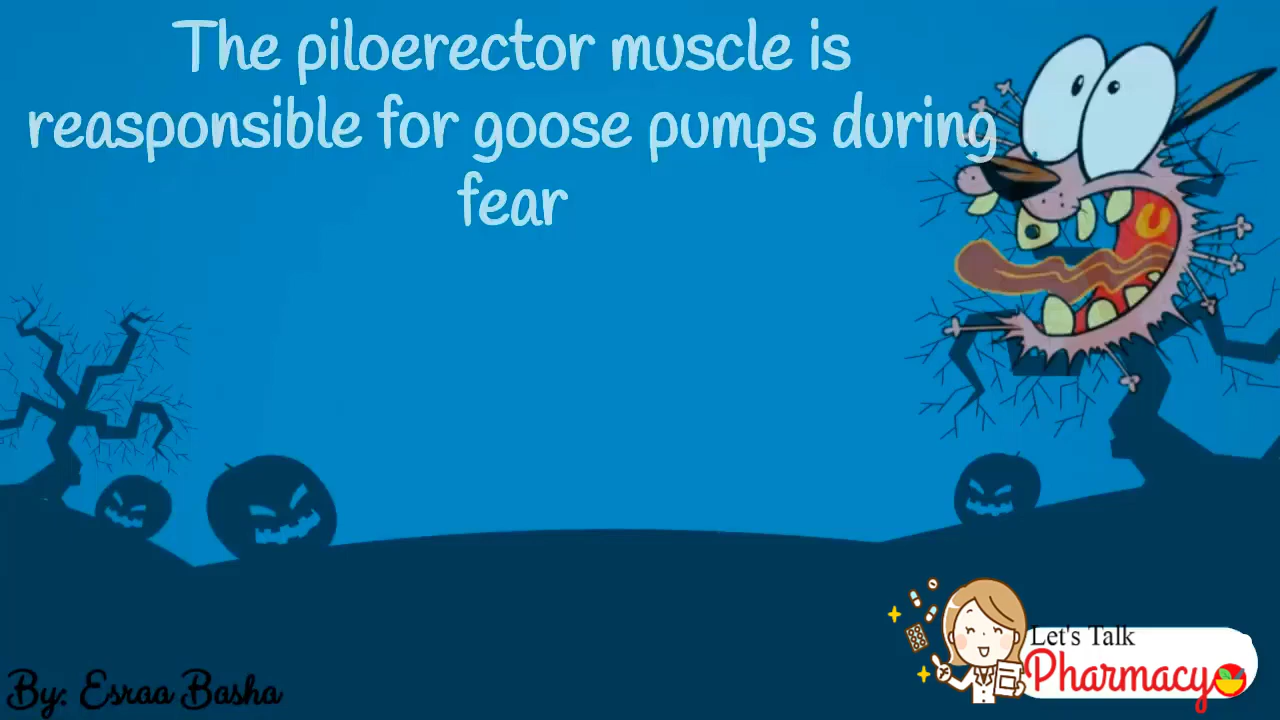 The piloerector muscle is
reasponsible for goose pumps during
fear
Let's Talk
Pharmacy
By: Esraa Basha